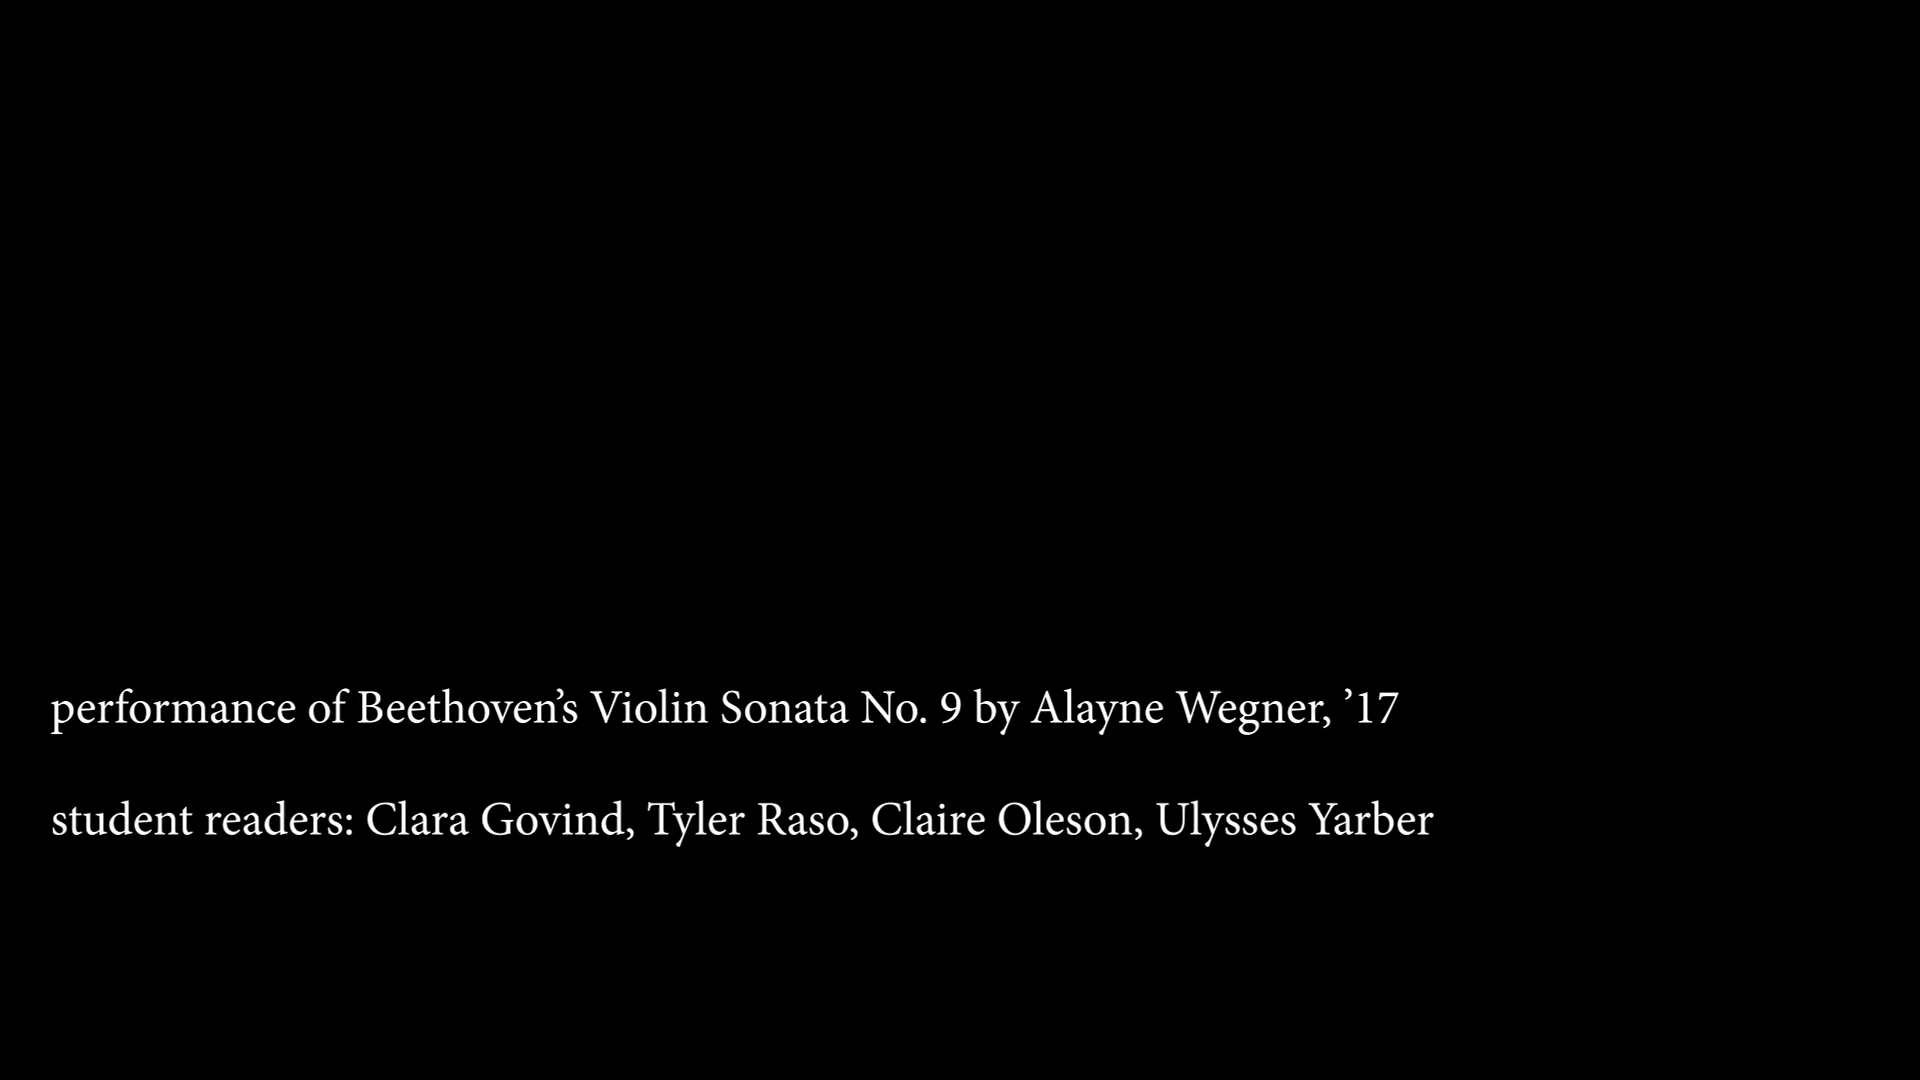 performance of Beethoven’s Violin Sonata No. 9 by Alayne Wegner, ’17
student readers: Clara Govind, Tyler Raso, Claire Oleson, Ulysses Yarber